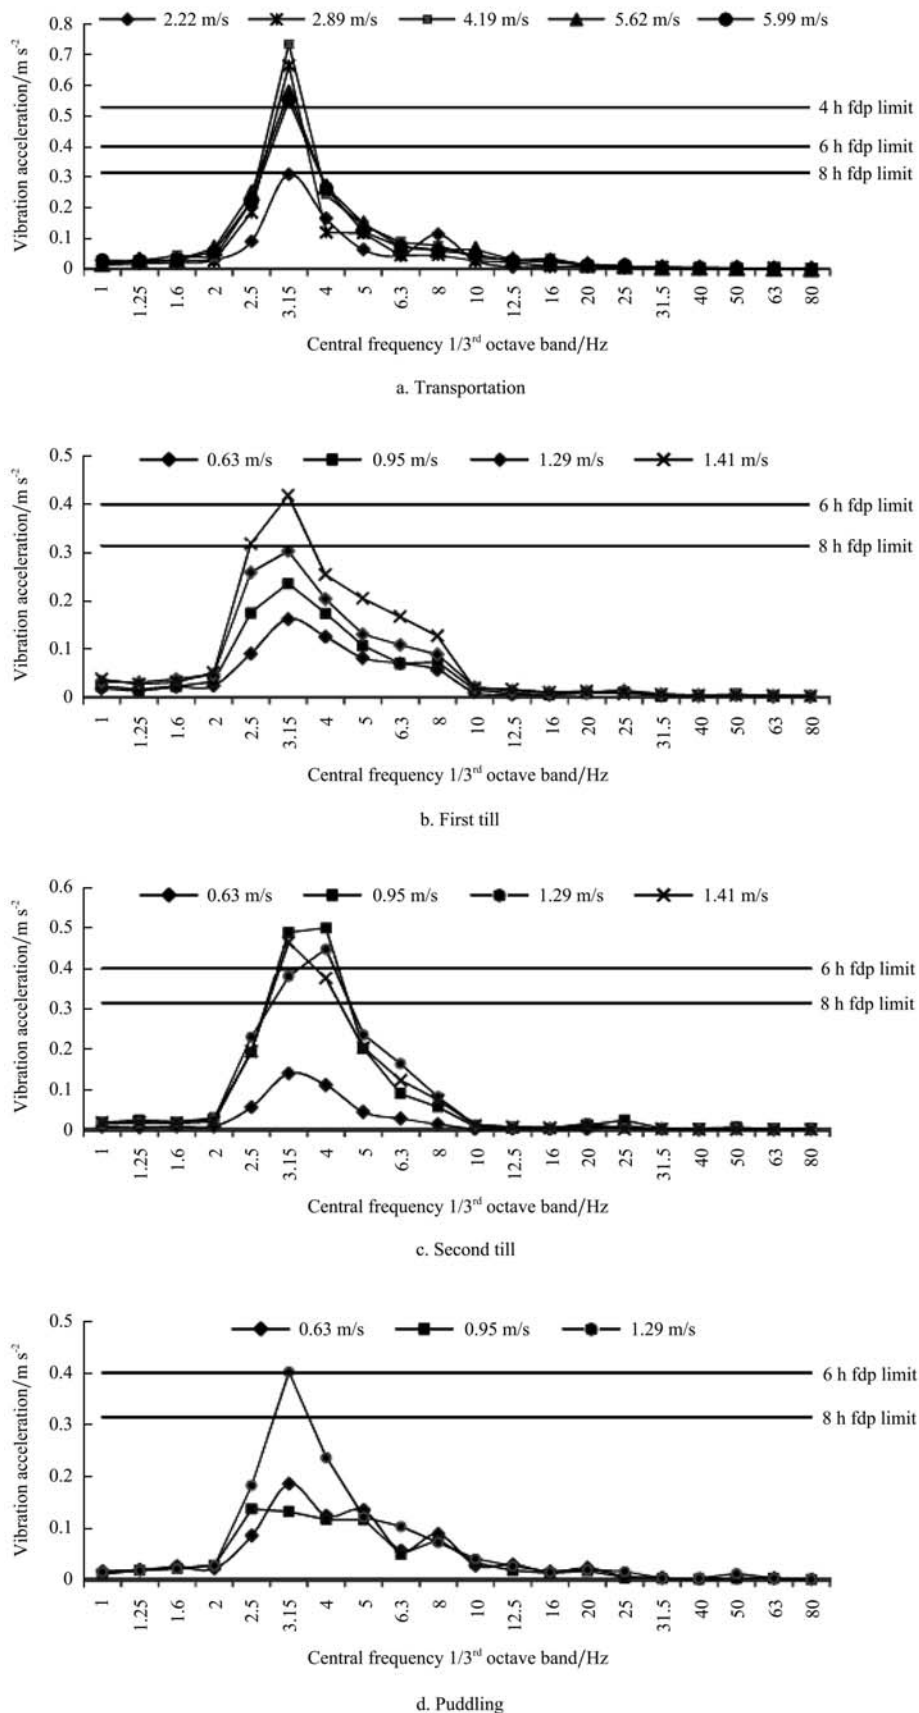 2.22 m/s 2.89 m/s 4.19 m/s 5.62 m/s 5.99 m/s
Vibration acceleration/m s⁻²
0.8
0.7
0.6
0.5
0.4
0.3
0.2
0.1
0
4 h fdp limit
6 h fdp limit
8 h fdp limit
1 1.25 1.6 2 2.5 3.15 4 5 6.3 8 10 12.5 16 20 25 31.5 40 50 63 80
Central frequency 1/3rd octave band/Hz
a. Transportation
0.63 m/s 0.95 m/s 1.29 m/s 1.41 m/s
Vibration acceleration/m s⁻²
0.5
0.4
0.3
0.2
0.1
0
6 h fdp limit
8 h fdp limit
1 1.25 1.6 2 2.5 3.15 4 5 6.3 8 10 12.5 16 20 25 31.5 40 50 63 80
Central frequency 1/3rd octave band/Hz
b. First till
0.63 m/s 0.95 m/s 1.29 m/s 1.41 m/s
Vibration acceleration/m s⁻²
0.6
0.5
0.4
0.3
0.2
0.1
0
6 h fdp limit
8 h fdp limit
1 1.25 1.6 2 2.5 3.15 4 5 6.3 8 10 12.5 16 20 25 31.5 40 50 63 80
Central frequency 1/3rd octave band/Hz
c. Second till
0.63 m/s 0.95 m/s 1.29 m/s
Vibration acceleration/m s⁻²
0.5
0.4
0.3
0.2
0.1
0
6 h fdp limit
8 h fdp limit
1 1.25 1.6 2 2.5 3.15 4 5 6.3 8 10 12.5 16 20 25 31.5 40 50 63 80
Central frequency 1/3rd octave band/Hz
d. Puddling